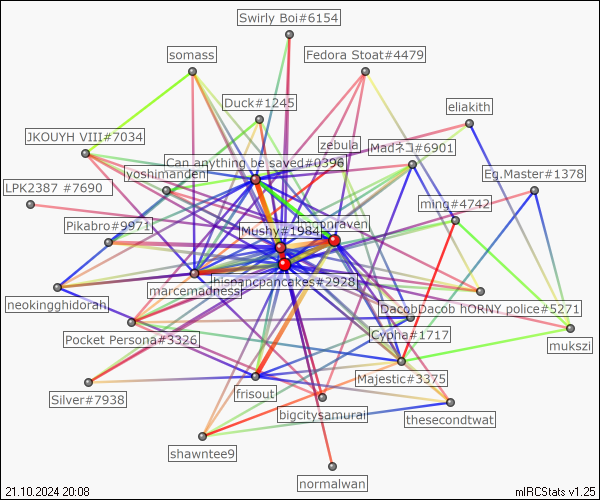 Swirly Boi#6154
somass
Fedora Stoat#4479
Duck#1245
eliakith
JKOUYH VIII#7034
zebula
Madネコ#6901
Can anything be saved#0396
yoshimanden
Eg.Master#1378
LPK2387 #7690
ming#4742
Pikabro#9971
Mushy#1984
marcemadness
hispancpancakes#2928
neokingghidorah
DacobDacob hORNY police#5271
Pocket Persona#3326
Cypha#1717
mukszi
Majestic#3375
frisout
Silver#7938
bigcitysamurai
thesecondtwat
shawntee9
normalwan
21.10.2024 20:08
mIRCStats v1.25